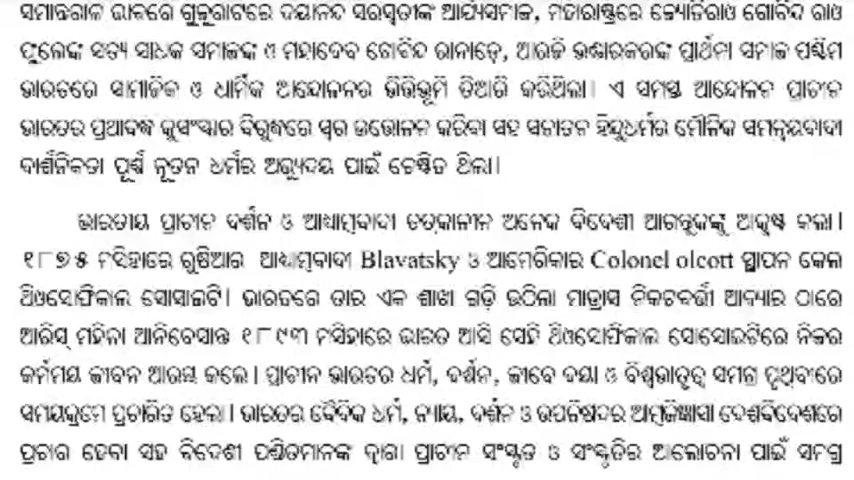 ସମାନ୍ତରାଳ ଭାବରେ ଗୁଜୁରାଟରେ ଦୟାନନ୍ଦ ସରସ୍ୱତୀଙ୍କ ଆର୍ଯ୍ୟସମାଜ, ମହାରାଷ୍ଟ୍ରରେ ଜ୍ୟୋତିରାଓ ଗୋବିନ୍ଦ ରାଓ
ଫୁଲେଙ୍କ ସତ୍ୟ ସାଧକ ସମାଜଙ୍କ ଓ ମହାଦେବ ଗୋବିନ୍ଦ ରାନାଡ଼େ, ଆରଜି ଭଣ୍ଡାରକରଙ୍କ ପ୍ରାର୍ଥମା ସମାଜ ପଶ୍ଚିମ
ଭାରତରେ ସାମାଜିକ ଓ ଧାର୍ମିକ ଆନ୍ଦୋଳନର ଭିତ୍ତିଭୂମି ତିଆରି କରିଥିଲା। ଏ ସମସ୍ତ ଆନ୍ଦୋଳନ ପ୍ରାଚୀନ
ଭାରତର ପ୍ରଥାବଦ୍ଧ କୁସଂସ୍କାର ବିରୁଦ୍ଧରେ ସ୍ୱର ଉତ୍ତୋଳନ କରିବା ସହ ସନାତନ ହିନ୍ଦୁଧର୍ମର ମୌଳିକ ସମନ୍ୱୟବାଦୀ
ଦାର୍ଶନିକତା ପୂର୍ଣ୍ଣ ନୂତନ ଧର୍ମର ଅଭ୍ୟୁଦୟ ପାଇଁ ଚେଷ୍ଟିତ ଥିଲା।
ଭାରତୀୟ ପ୍ରାଚୀନ ଦର୍ଶନ ଓ ଆଧ୍ୟାତ୍ମବାଦୀ ତତ୍‌କାଳୀନ ଅନେକ ବିଦେଶୀ ଆଗନ୍ତୁକଙ୍କୁ ଆକୃଷ୍ଟ କଲା।
୧୮୭୫ ମସିହାରେ ରୁଷିଆର ଆଧ୍ୟାତ୍ମବାଦୀ Blavatsky ଓ ଆମେରିକାର Colonel olcott ସ୍ଥାପନ କେଲ
ଥିଓସୋଫିକାଲ ସୋସାଇଟି। ଭାରତରେ ତାର ଏକ ଶାଖା ଗଢ଼ି ଉଠିଲା ମାଡ୍ରାସ ନିକଟବର୍ତ୍ତୀ ଆଦ୍ୟାର ଠାରେ
ଆରିସ୍ ମହିଳା ଆନିବେସାନ୍ତ ୧୮୯୩ ମସିହାରେ ଭାରତ ଆସି ସେହି ଥିଓସୋଫିକାଲ ସୋସୋଇଟିରେ ନିଜର
କର୍ମମୟ ଜୀବନ ଆରମ୍ଭ କଲେ। ପ୍ରାଚୀନ ଭାରତର ଧର୍ମ, ଦର୍ଶନ, ଜୀବେ ଦୟା ଓ ବିଶ୍ୱଭାତୃତ୍ୱ ସମଗ୍ର ପୃଥିବୀରେ
ସମୟକ୍ରମେ ପ୍ରଚାରିତ ହେଲା। ଭାରତର ବୈଦିକ ଧର୍ମ, ନ୍ୟାୟ, ଦର୍ଶନ ଓ ଉପନିଷଦର ଆତ୍ମଜିଜ୍ଞାସା ଦେଶବିଦେଶରେ
ପ୍ରଚାର ହେବା ସହ ବିଦେଶୀ ପଣ୍ଡିତମାନଙ୍କ ଦ୍ୱାରା ପ୍ରାଚୀନ ସଂସ୍କୃତ ଓ ସଂସ୍କୃତିର ଆଲୋଚନା ପାଇଁ ସମଗ୍ର